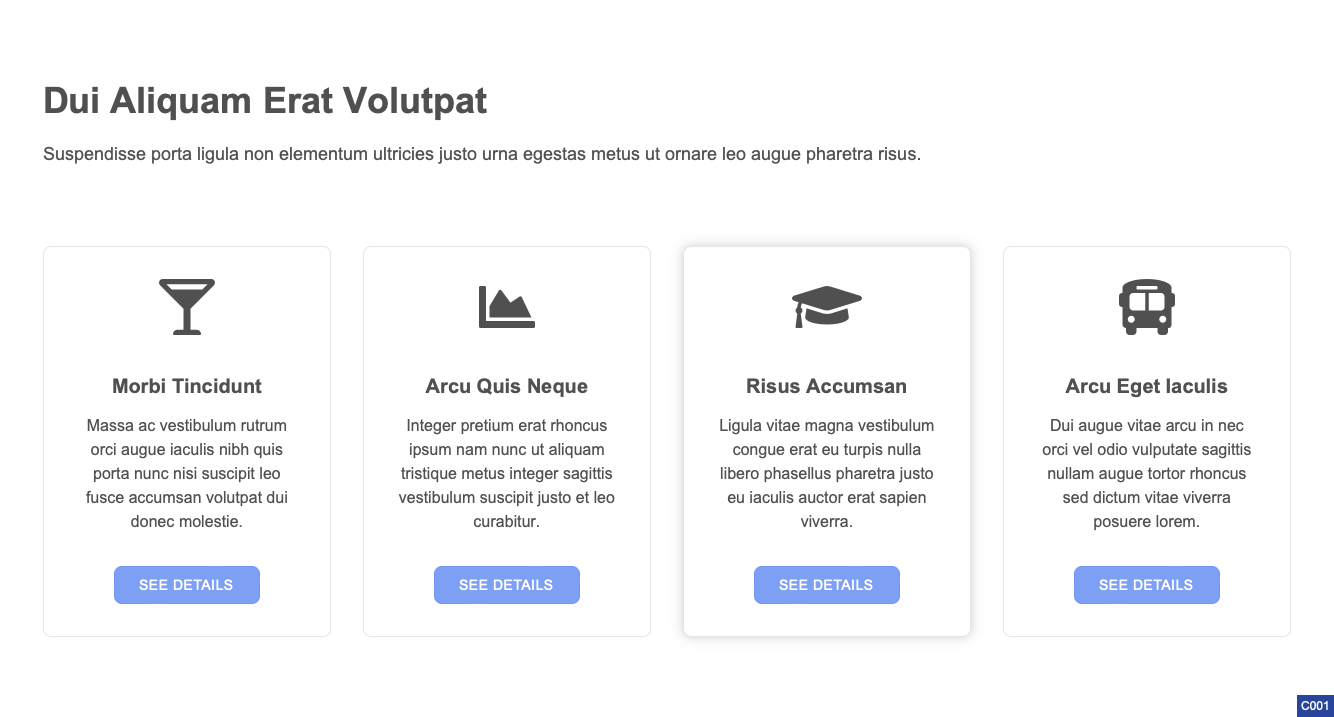 Dui Aliquam Erat Volutpat
Suspendisse porta ligula non elementum ultricies justo urna egestas metus ut ornare leo augue pharetra risus.
Morbi Tincidunt
Massa ac vestibulum rutrum
orci augue iaculis nibh quis
porta nunc nisi suscipit leo
fusce accumsan volutpat dui
donec molestie.
SEE DETAILS
Arcu Quis Neque
Integer pretium erat rhoncus
ipsum nam nunc ut aliquam
tristique metus integer sagittis
vestibulum suscipit justo et leo
curabitur.
SEE DETAILS
Risus Accumsan
Ligula vitae magna vestibulum
congue erat eu turpis nulla
libero phasellus pharetra justo
eu iaculis auctor erat sapien
viverra.
SEE DETAILS
Arcu Eget Iaculis
Dui augue vitae arcu in nec
orci vel odio vulputate sagittis
nullam augue tortor rhoncus
sed dictum vitae viverra
posuere lorem.
SEE DETAILS
C001